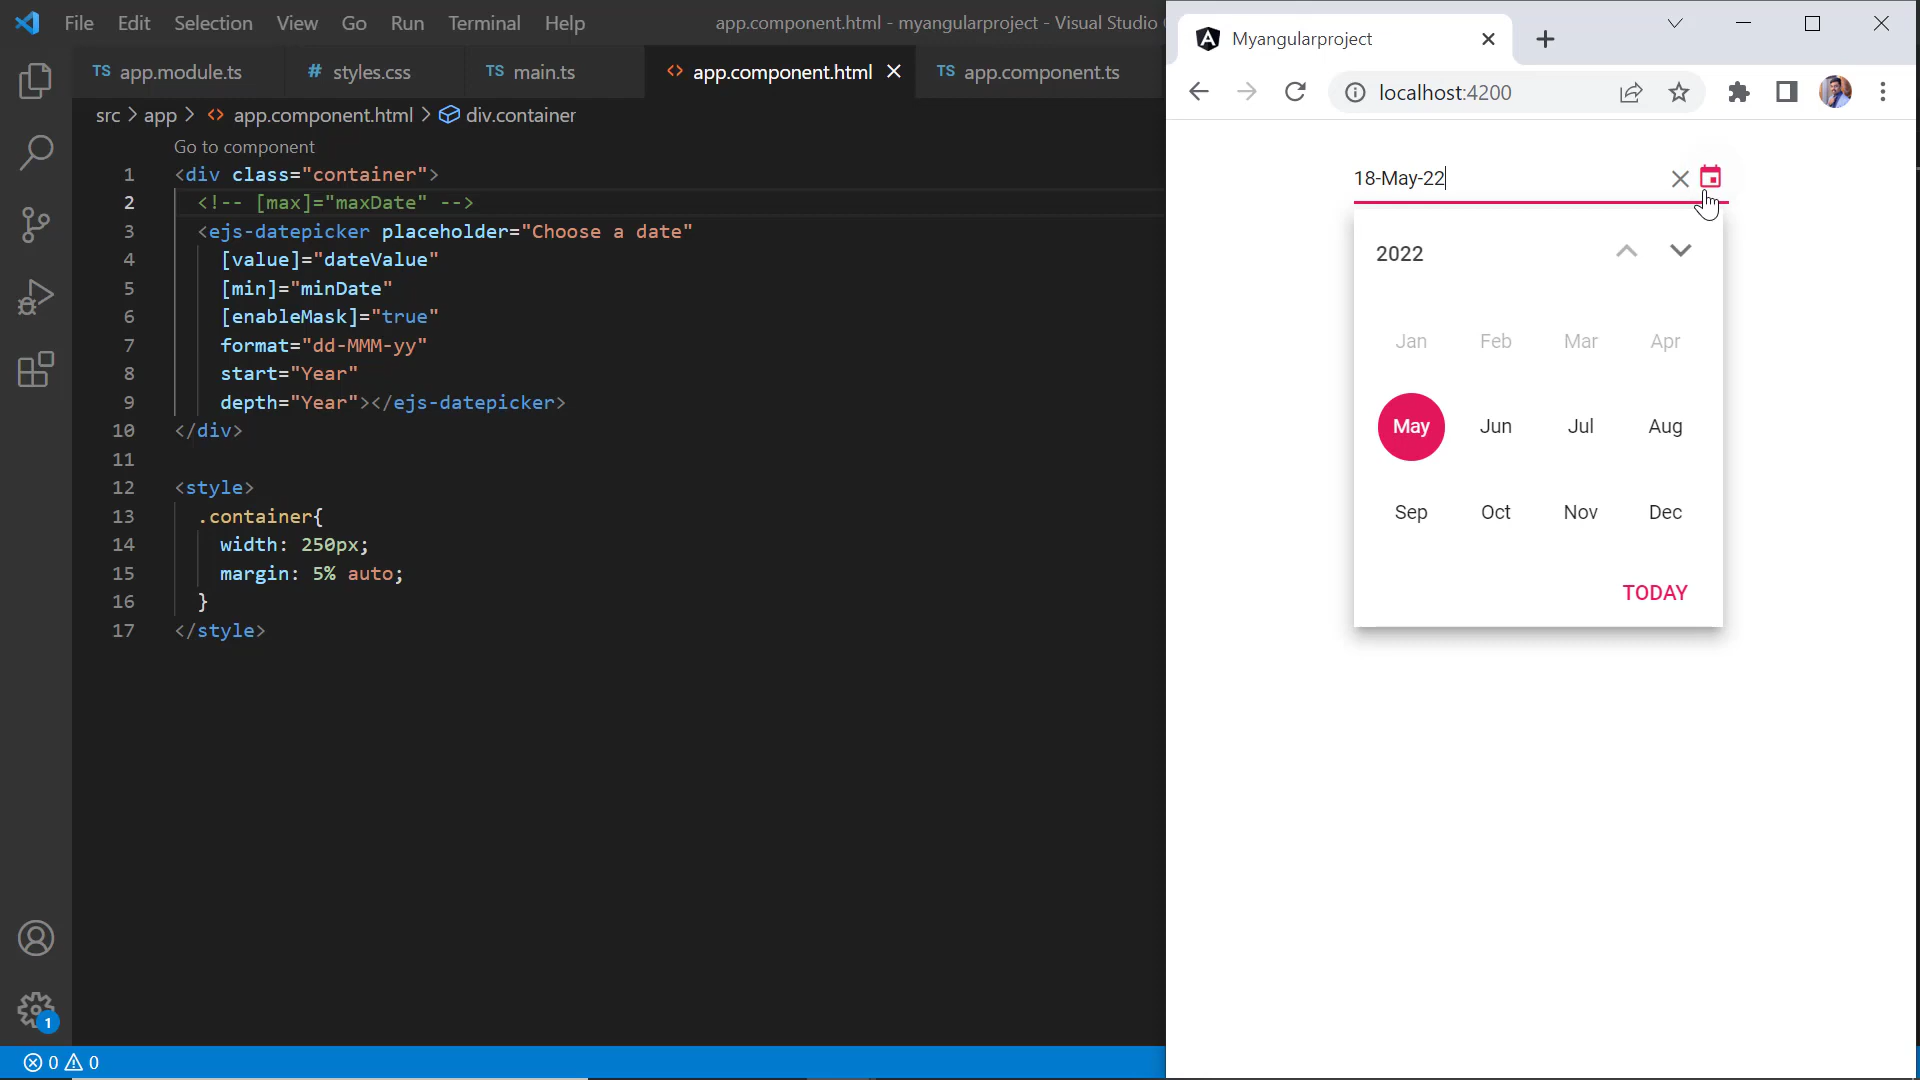 File Edit Selection View Go Run Terminal Help
app.component.html - myangularproject - Visual Studio
TS app.module.ts
# styles.css
TS main.ts
<> app.component.html
TS app.component.ts
src > app > <> app.component.html > div.container
Go to component
1 <div class="container">
2 <!-- [max]="maxDate" -->
3 <ejs-datepicker placeholder="Choose a date"
4 [value]="dateValue"
5 [min]="minDate"
6 [enableMask]="true"
7 format="dd-MMM-yy"
8 start="Year"
9 depth="Year"></ejs-datepicker>
10 </div>
11
12 <style>
13 .container{
14 width: 250px;
15 margin: 5% auto;
16 }
17 </style>
1
0 0
Myangularproject
localhost:4200
18-May-22
2022
Jan Feb Mar Apr
May Jun Jul Aug
Sep Oct Nov Dec
TODAY